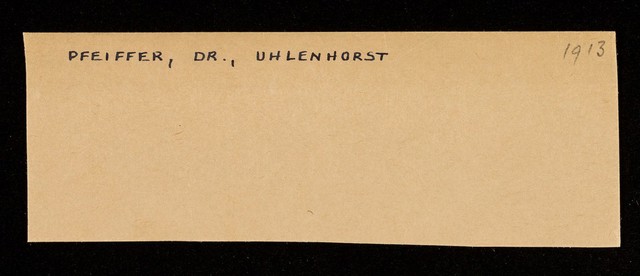 PFEIFFER, DR., UHLENHORST 1913